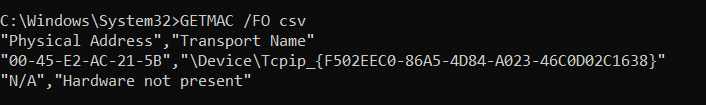 C:\Windows\System32>GETMAC /FO csv
"Physical Address","Transport Name"
"00-45-E2-AC-21-5B","\Device\Tcpip_{F502EEC0-86A5-4D84-A023-46C0D02C1638}"
"N/A","Hardware not present"